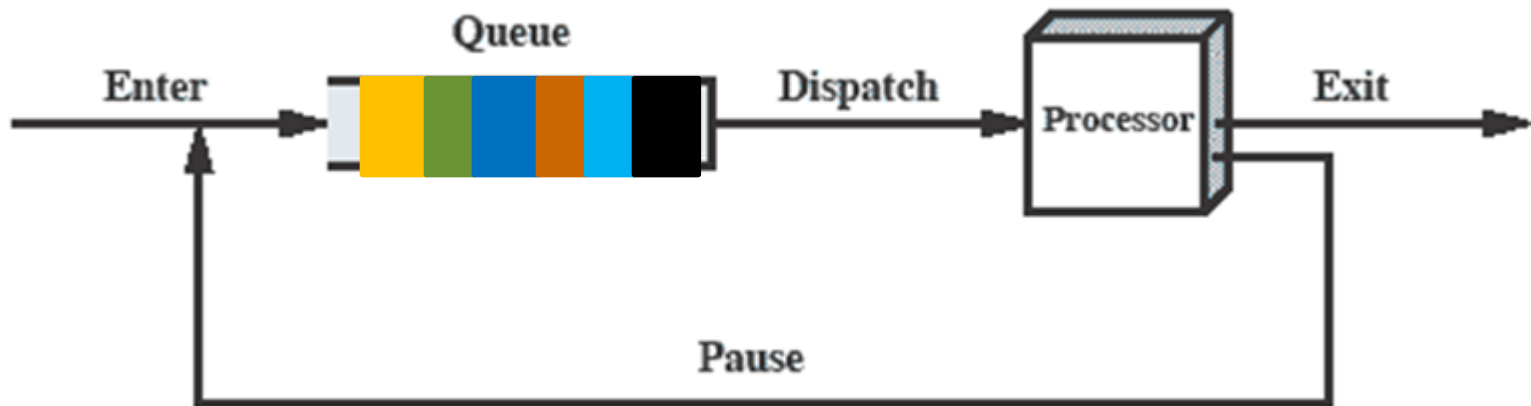 Queue
Enter
Dispatch
Processor
Exit
Pause